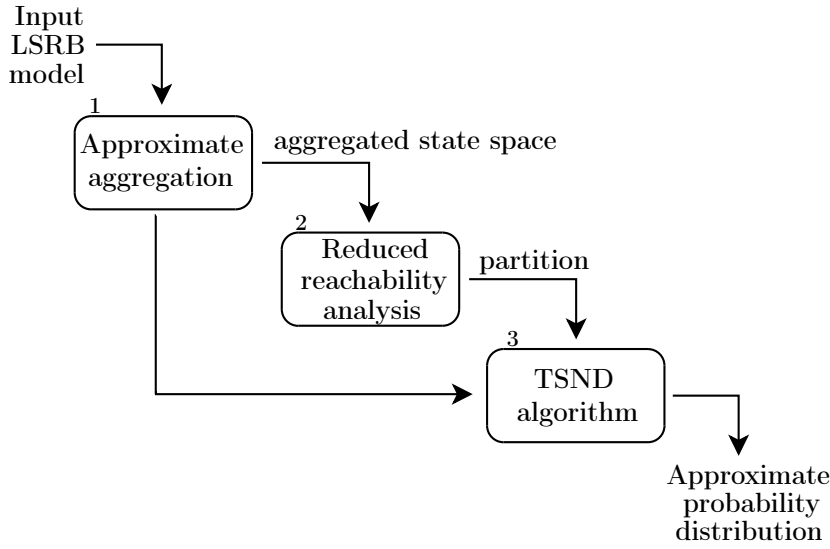 Input
LSRB
model
1
Approximate
aggregation
aggregated state space
2
Reduced
reachability
analysis
partition
3
TSND
algorithm
Approximate
probability
distribution